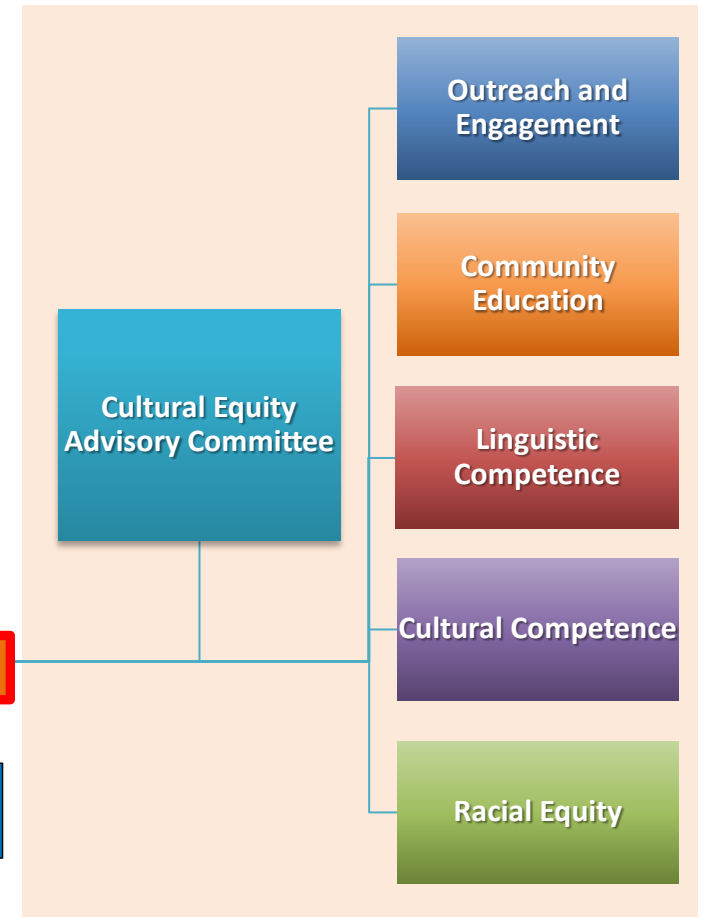 Cultural Equity
Advisory Committee
Outreach and
Engagement
Community
Education
Linguistic
Competence
Cultural Competence
Racial Equity